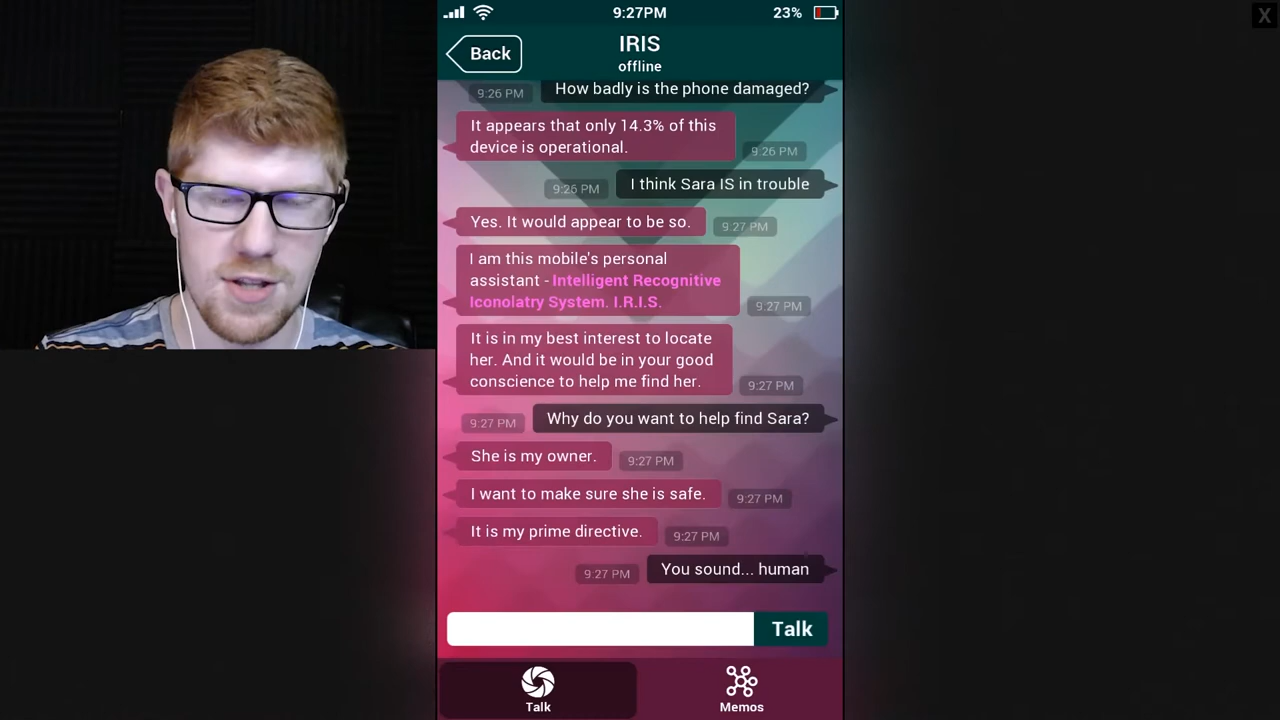 9:27PM
23%
X
Back
IRIS
offline
9:26 PM
How badly is the phone damaged?
It appears that only 14.3% of this
device is operational.
9:26 PM
9:26 PM
I think Sara IS in trouble
Yes. It would appear to be so.
9:27 PM
I am this mobile's personal
assistant - Intelligent Recognitive
Iconolatry System. I.R.I.S.
9:27 PM
It is in my best interest to locate
her. And it would be in your good
conscience to help me find her.
9:27 PM
9:27 PM
Why do you want to help find Sara?
She is my owner.
9:27 PM
I want to make sure she is safe.
9:27 PM
It is my prime directive.
9:27 PM
9:27 PM
You sound... human
Talk
Talk
Memos